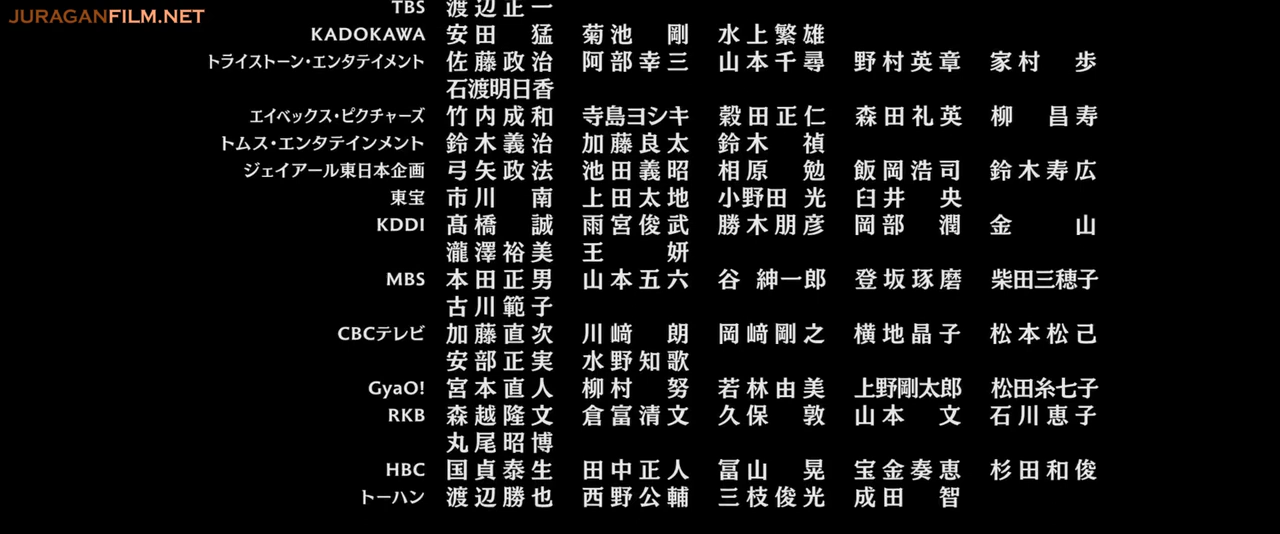 JURAGANFILM.NET
TBS 渡辺正一
KADOKAWA 安田 猛 菊池 剛 水上繁雄
トライストーン・エンタテイメント 佐藤政治 阿部幸三 山本千尋 野村英章 家村 歩
石渡明日香
エイベックス・ピクチャーズ 竹内成和 寺島ヨシキ 穀田正仁 森田礼英 柳 昌寿
トムス・エンタテインメント 鈴木義治 加藤良太 鈴木 禎
ジェイアール東日本企画 弓矢政法 池田義昭 相原 勉 飯岡浩司 鈴木寿広
東宝 市川 南 上田太地 小野田 光 臼井 央
KDDI 髙橋 誠 雨宮俊武 勝木朋彦 岡部 潤 金 山
瀧澤裕美 王 妍
MBS 本田正男 山本五六 谷 紳一郎 登坂琢磨 柴田三穂子
古川範子
CBCテレビ 加藤直次 川﨑 朗 岡﨑剛之 横地晶子 松本松己
安部正実 水野知歌
GyaO! 宮本直人 柳村 努 若林由美 上野剛太郎 松田糸七子
RKB 森越隆文 倉富清文 久保 敦 山本 文 石川恵子
丸尾昭博
HBC 国貞泰生 田中正人 冨山 晃 宝金奏恵 杉田和俊
トーハン 渡辺勝也 西野公輔 三枝俊光 成田 智